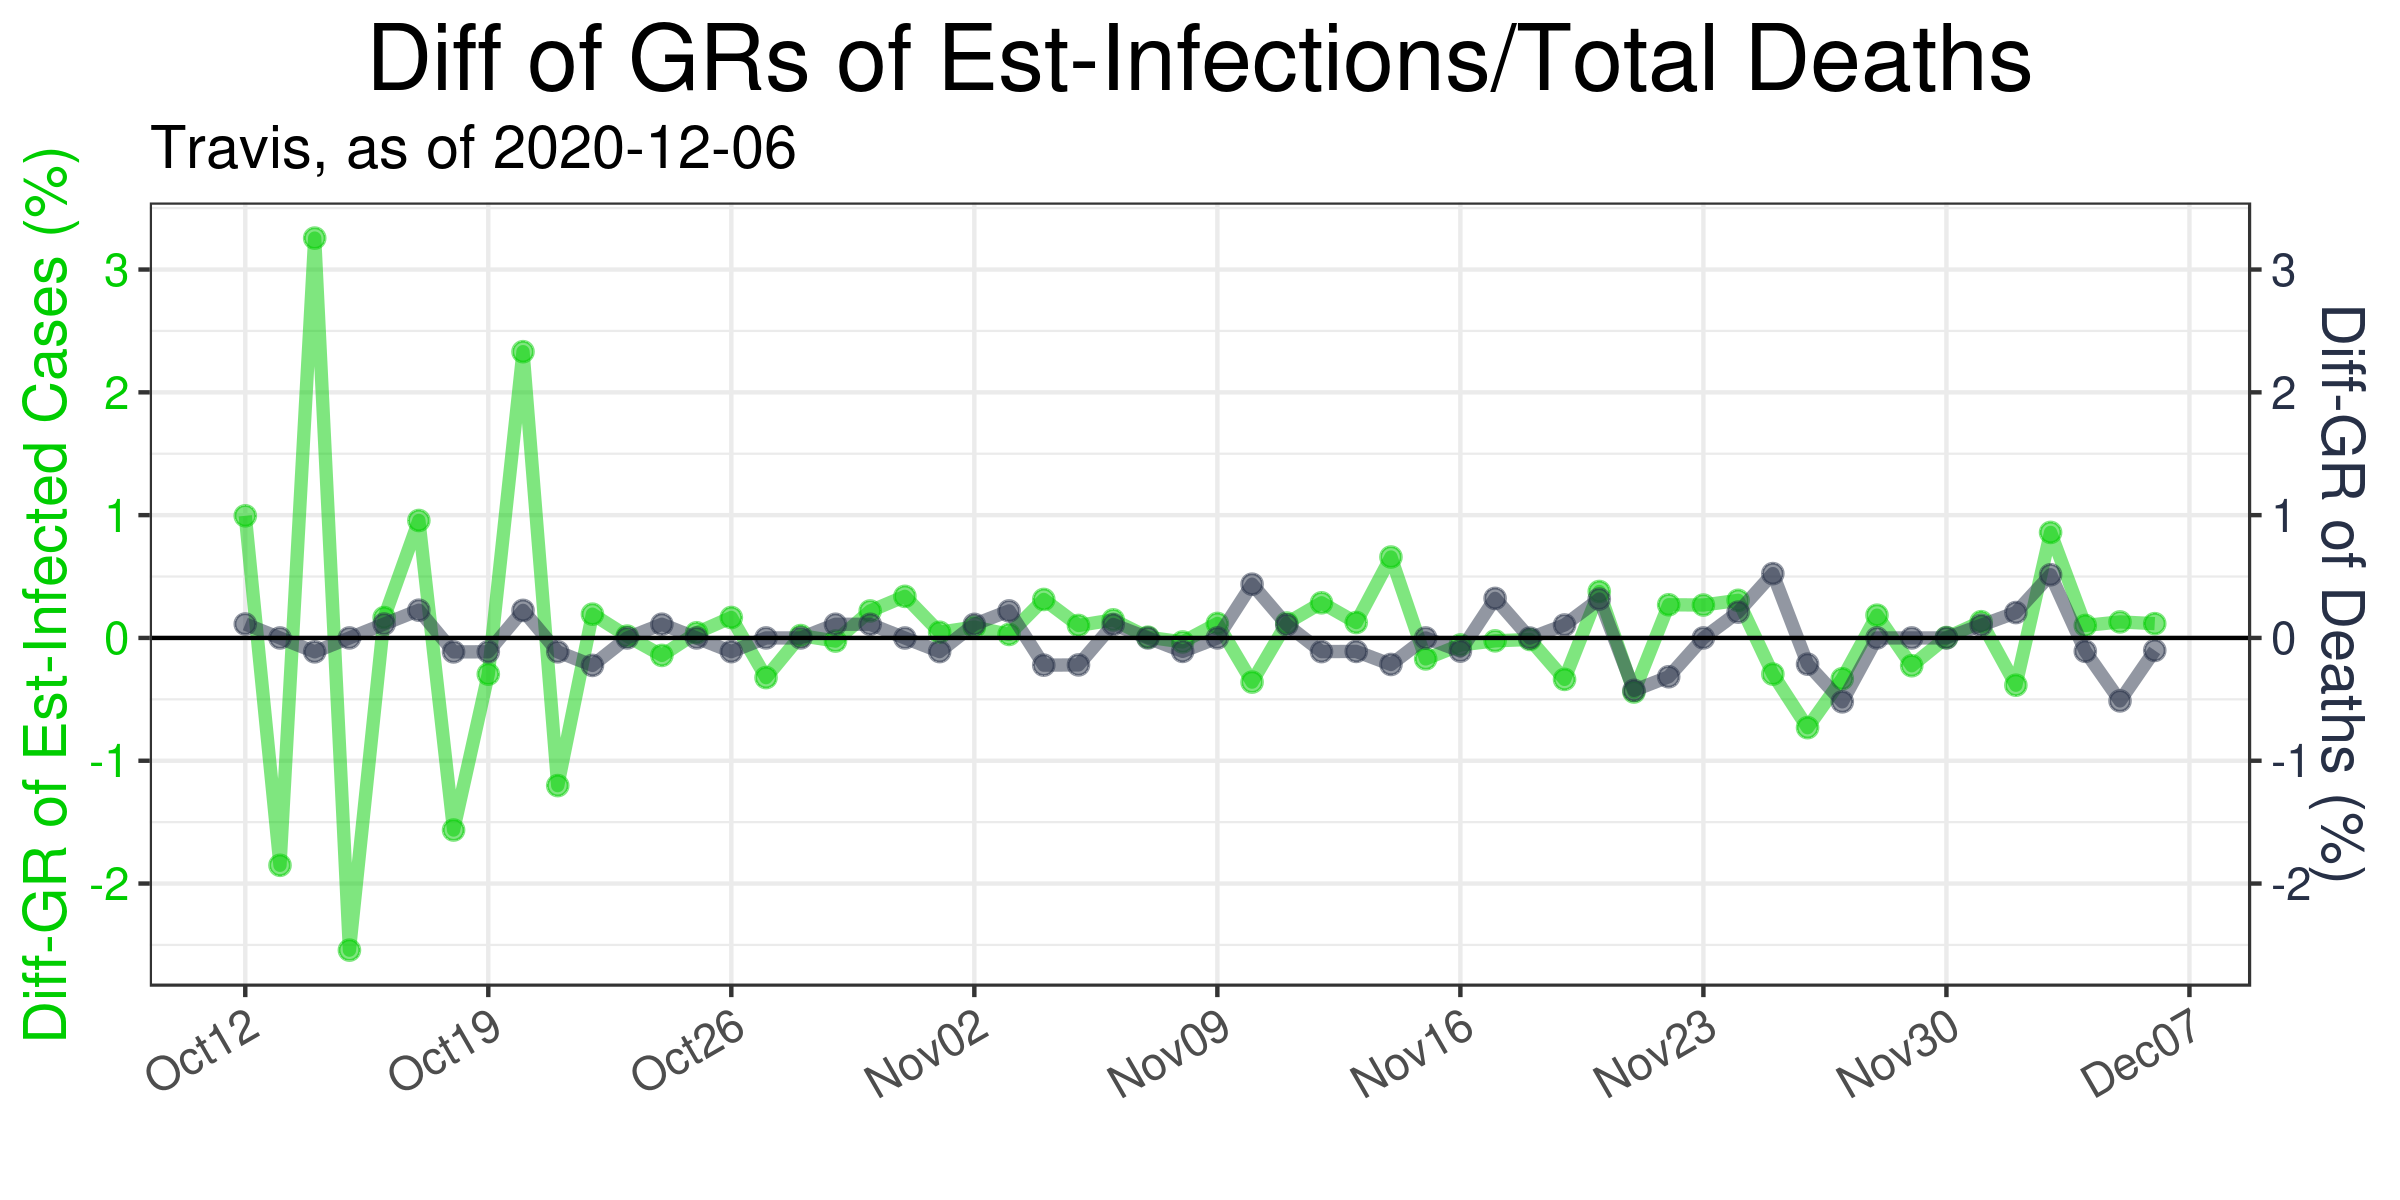 Diff of GRs of Est-Infections/Total Deaths
Travis, as of 2020-12-06
Diff-GR of Est-Infected Cases (%)
3
2
1
0
-1
-2
3
2
1
0
-1
-2
Diff-GR of Deaths (%)
Oct12
Oct19
Oct26
Nov02
Nov09
Nov16
Nov23
Nov30
Dec07